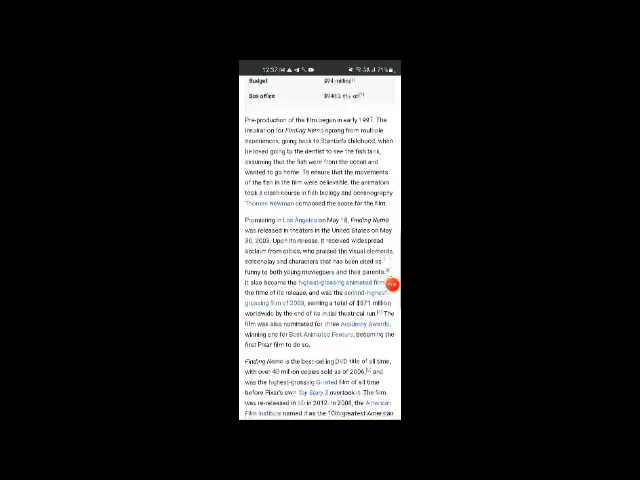 12:57
71%
Budget $94 million[1]
Box office $940.3 million[1]
Pre-production of the film began in early 1997. The
inspiration for Finding Nemo sprang from multiple
experiences, going back to Stanton's childhood, when
he loved going to the dentist to see the fish tank,
assuming that the fish were from the ocean and
wanted to go home. To ensure that the movements
of the fish in the film were believable, the animators
took a crash course in fish biology and oceanography.
Thomas Newman composed the score for the film.
Premiering in Los Angeles on May 18, Finding Nemo
was released in theaters in the United States on May
30, 2003. Upon its release, it received widespread
acclaim from critics, who praised the visual elements,
screenplay and characters that has been cited as
funny to both young moviegoers and their parents.
It also became the highest-grossing animated film
the time of its release, and was the second-highest-
grossing film of 2003, earning a total of $871 million
worldwide by the end of its initial theatrical run. The
film was also nominated for three Academy Awards,
winning one for Best Animated Feature, becoming the
first Pixar film to do so.
Finding Nemo is the best-selling DVD title of all time,
with over 40 million copies sold as of 2006, and
was the highest-grossing G-rated film of all time
before Pixar's own Toy Story 3 overtook it. The film
was re-released in 3D in 2012. In 2008, the American
Film Institute named it as the 10th greatest American